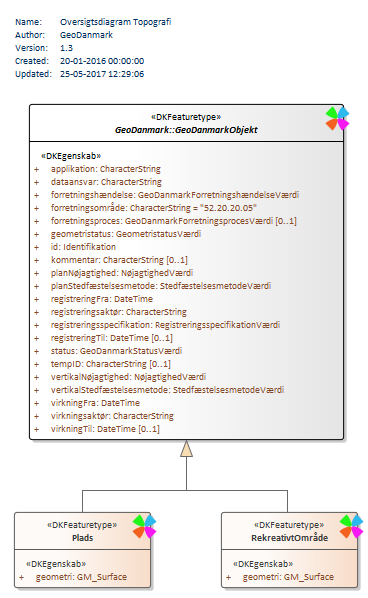 Name: Oversigtsdiagram Topografi
Author: GeoDanmark
Version: 1.3
Created: 20-01-2016 00:00:00
Updated: 25-05-2017 12:29:06
«DKFeaturetype»
GeoDanmark::GeoDanmarkObjekt
«DKEgenskab»
+ applikation: CharacterString
+ dataansvar: CharacterString
+ forretningshændelse: GeoDanmarkForretningshændelseVærdi
+ forretningsområde: CharacterString = "52.20.20.05"
+ forretningsproces: GeoDanmarkForretningsprocesVærdi [0..1]
+ geometristatus: GeometristatusVærdi
+ id: Identifikation
+ kommentar: CharacterString [0..1]
+ planNøjagtighed: NøjagtighedVærdi
+ planStedfæstelsesmetode: StedfæstelsesmetodeVærdi
+ registreringFra: DateTime
+ registreringsaktør: CharacterString
+ registreringsspecifikation: RegistreringsspecifikationVærdi
+ registreringTil: DateTime [0..1]
+ status: GeoDanmarkStatusVærdi
+ tempID: CharacterString [0..1]
+ vertikalNøjagtighed: NøjagtighedVærdi
+ vertikalStedfæstelsesmetode: StedfæstelsesmetodeVærdi
+ virkningFra: DateTime
+ virkningsaktør: CharacterString
+ virkningTil: DateTime [0..1]
«DKFeaturetype»
Plads
«DKEgenskab»
+ geometri: GM_Surface
«DKFeaturetype»
RekreativtOmråde
«DKEgenskab»
+ geometri: GM_Surface